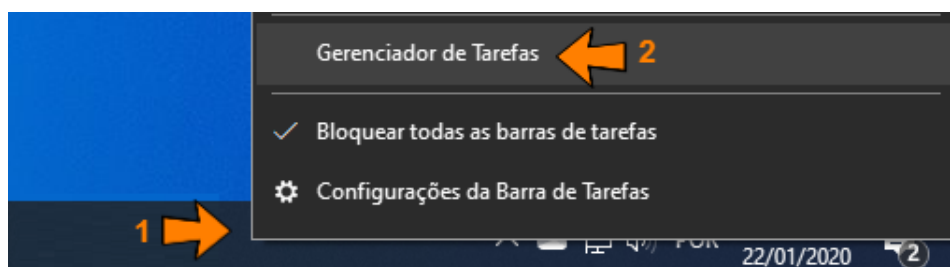 Gerenciador de Tarefas
2
Bloquear todas as barras de tarefas
Configurações da Barra de Tarefas
1
POR
22/01/2020
2